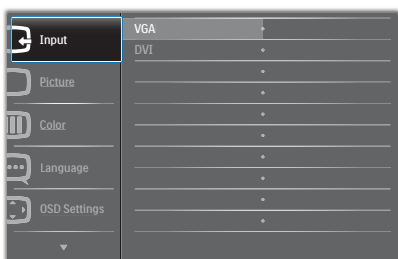 Input
VGA
DVI
Picture
Color
Language
OSD Settings